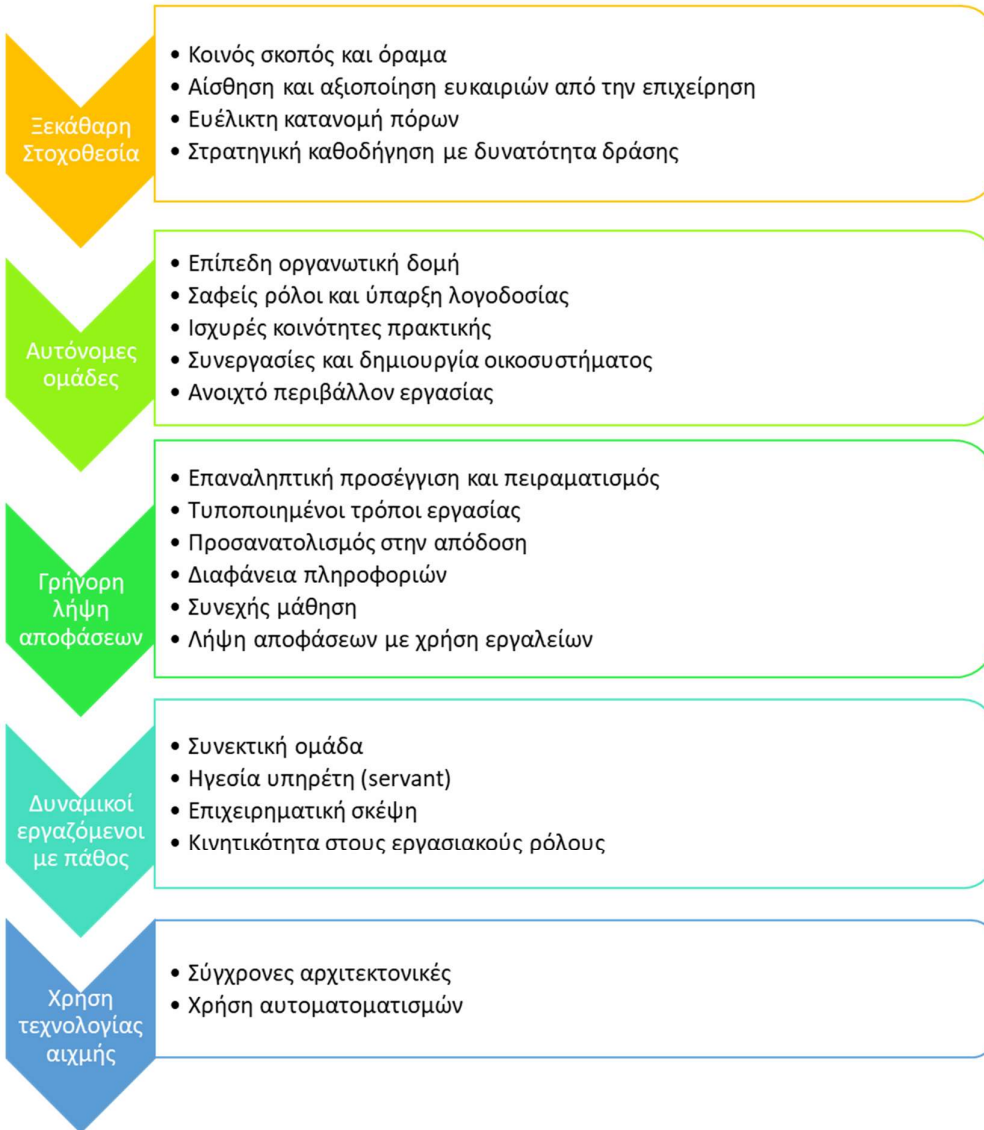 Ξεκάθαρη
Στοχοθεσία
• Κοινός σκοπός και όραμα
• Αίσθηση και αξιοποίηση ευκαιριών από την επιχείρηση
• Ευέλικτη κατανομή πόρων
• Στρατηγική καθοδήγηση με δυνατότητα δράσης
Αυτόνομες
ομάδες
• Επίπεδη οργανωτική δομή
• Σαφείς ρόλοι και ύπαρξη λογοδοσίας
• Ισχυρές κοινότητες πρακτικής
• Συνεργασίες και δημιουργία οικοσυστήματος
• Ανοιχτό περιβάλλον εργασίας
Γρήγορη
λήψη
αποφάσεων
• Επαναληπτική προσέγγιση και πειραματισμός
• Τυποποιημένοι τρόποι εργασίας
• Προσανατολισμός στην απόδοση
• Διαφάνεια πληροφοριών
• Συνεχής μάθηση
• Λήψη αποφάσεων με χρήση εργαλείων
Δυναμικοί
εργαζόμενοι
με πάθος
• Συνεκτική ομάδα
• Ηγεσία υπηρέτη (servant)
• Επιχειρηματική σκέψη
• Κινητικότητα στους εργασιακούς ρόλους
Χρήση
τεχνολογίας
αιχμής
• Σύγχρονες αρχιτεκτονικές
• Χρήση αυτοματοματισμών